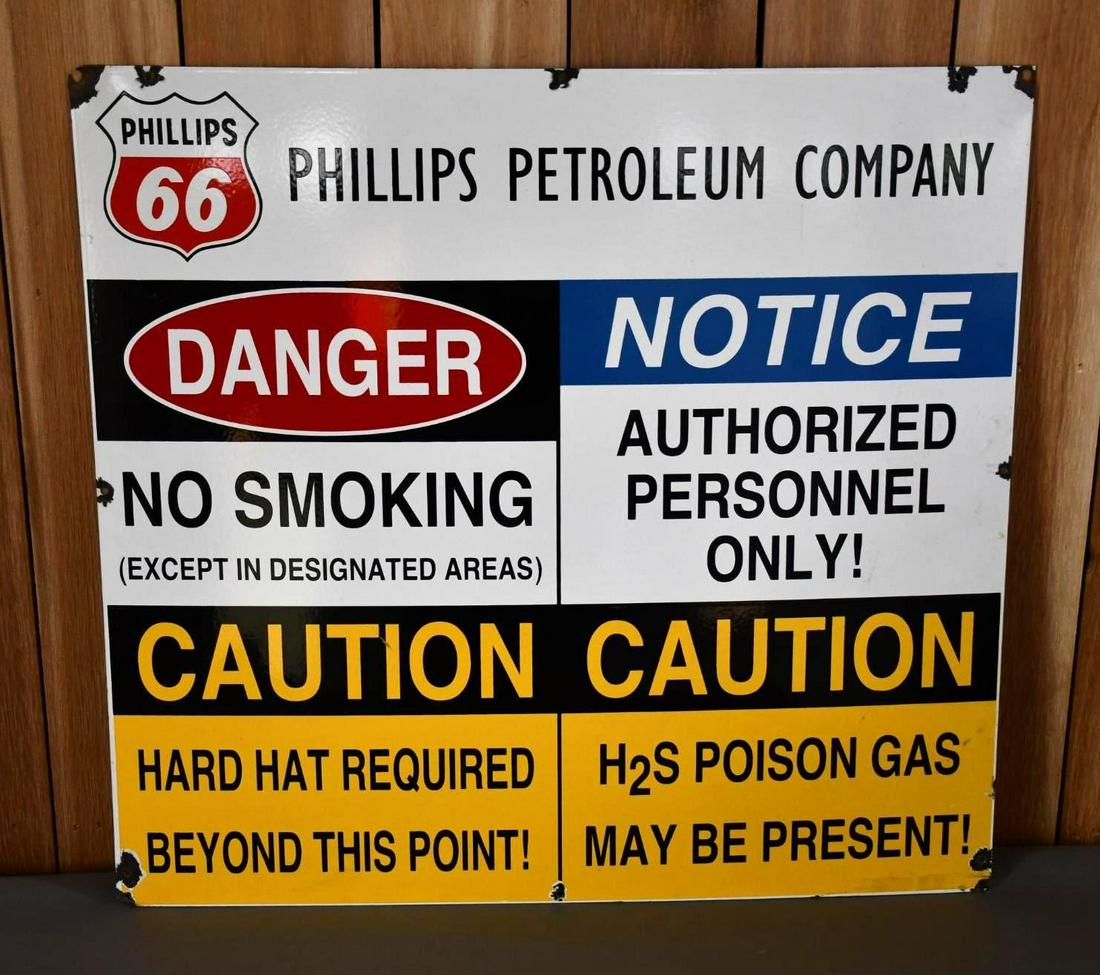 PHILLIPS
66
PHILLIPS PETROLEUM COMPANY
DANGER
NO SMOKING
(EXCEPT IN DESIGNATED AREAS)
NOTICE
AUTHORIZED
PERSONNEL
ONLY!
CAUTION
HARD HAT REQUIRED
BEYOND THIS POINT!
CAUTION
H₂S POISON GAS
MAY BE PRESENT!